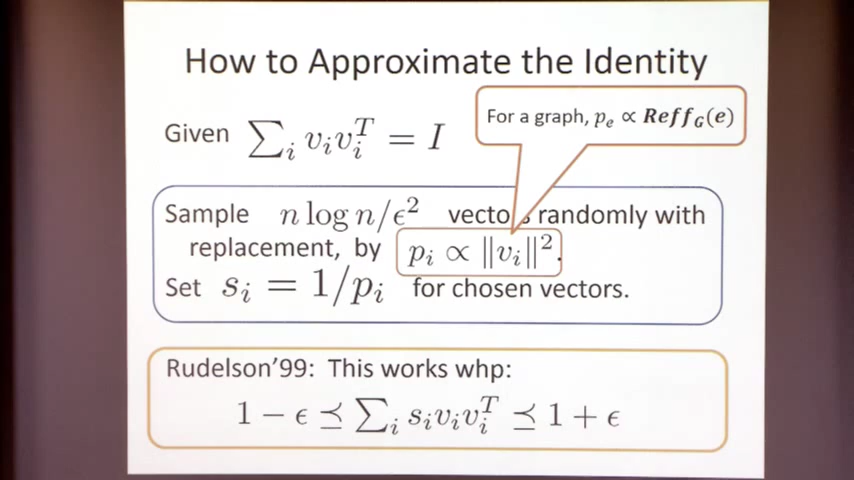 How to Approximate the Identity
For a graph, pₑ ∝ Reff_G(e)
Given ∑ᵢ vᵢvᵢᵀ = I
Sample n log n/ϵ² vecto randomly with
replacement, by pᵢ ∝ ‖vᵢ‖².
Set sᵢ = 1/pᵢ for chosen vectors.
Rudelson’99: This works whp:
1 − ϵ ⪯ ∑ᵢ sᵢvᵢvᵢᵀ ⪯ 1 + ϵ